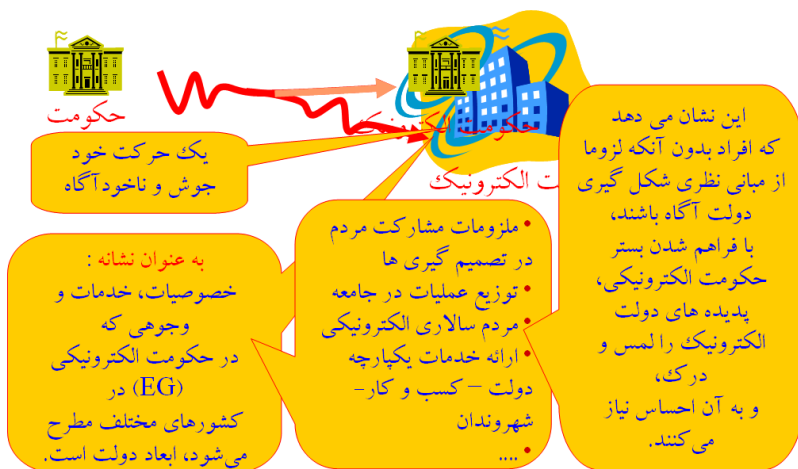 حکومت
حکومت الکترونیک
ت الکترونیک
یک حرکت خود
جوش و ناخودآگاه
این نشان می دهد
که افراد بدون آنکه لزوما
از مبانی نظری شکل گیری
دولت آگاه باشند،
با فراهم شدن بستر
حکومت الکترونیکی،
پدیده های دولت
الکترونیک را لمس و
درک،
و به آن احساس نیاز
می‌کنند.
• ملزومات مشارکت مردم
در تصمیم گیری ها
• توزیع عملیات در جامعه
• مردم سالاری الکترونیکی
• ارائه خدمات یکپارچه
دولت – کسب و کار-
شهروندان
• ....
به عنوان نشانه :
خصوصیات، خدمات و
وجوهی که
در حکومت الکترونیکی
(EG) در
کشورهای مختلف مطرح
می‌شود، ابعاد دولت است.